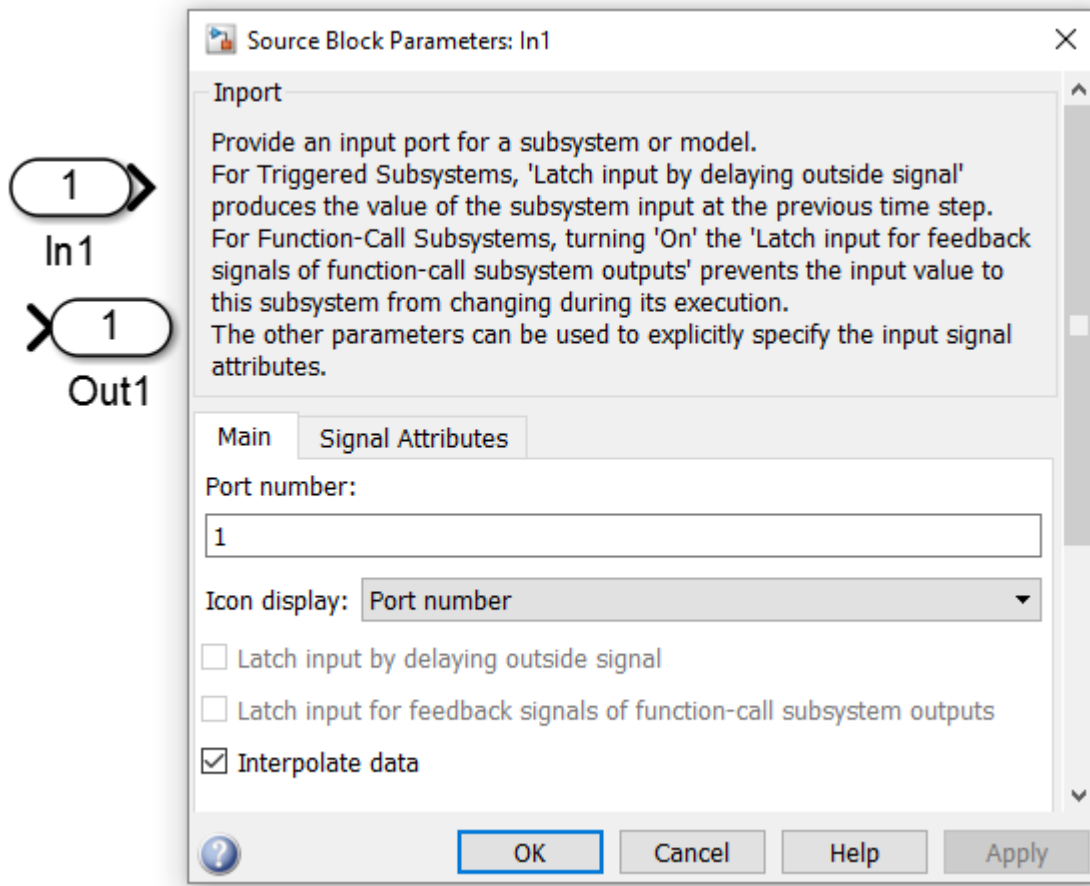 1
In1
1
Out1
Source Block Parameters: In1
Inport
Provide an input port for a subsystem or model.
For Triggered Subsystems, 'Latch input by delaying outside signal'
produces the value of the subsystem input at the previous time step.
For Function-Call Subsystems, turning 'On' the 'Latch input for feedback
signals of function-call subsystem outputs' prevents the input value to
this subsystem from changing during its execution.
The other parameters can be used to explicitly specify the input signal
attributes.
Main Signal Attributes
Port number:
1
Icon display: Port number
Latch input by delaying outside signal
Latch input for feedback signals of function-call subsystem outputs
Interpolate data
? OK Cancel Help Apply